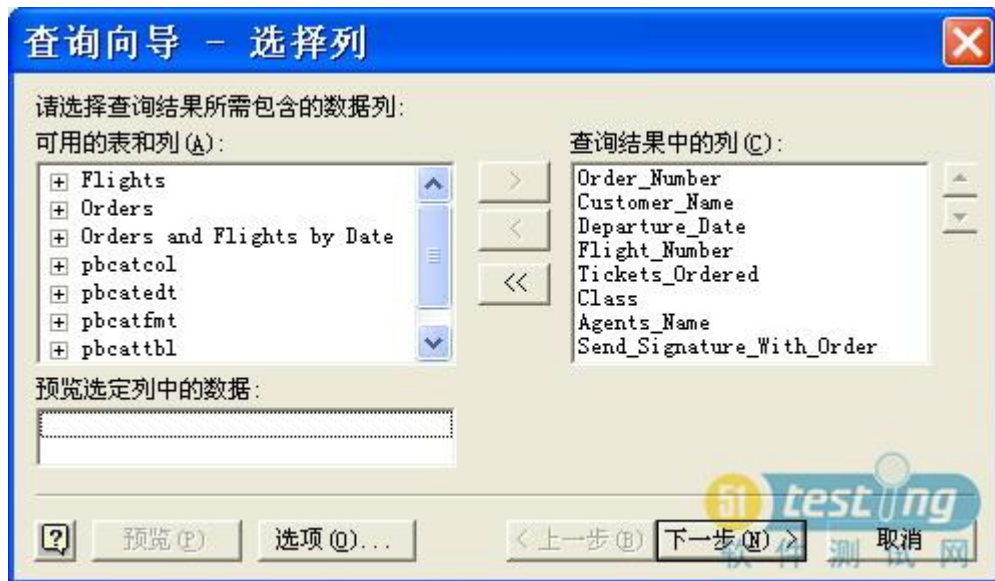 查询向导 - 选择列
请选择查询结果所需包含的数据列:
可用的表和列(A):
Flights
Orders
Orders and Flights by Date
pbcatcol
pbcatedt
pbcatfmt
pbcattbl
>
<
<<
查询结果中的列(C):
Order_Number
Customer_Name
Departure_Date
Flight_Number
Tickets_Ordered
Class
Agents_Name
Send_Signature_With_Order
预览选定列中的数据:
预览(P)
选项(O)...
< 上一步(B)
下一步(N) >
取消
51 testing
软件测试网